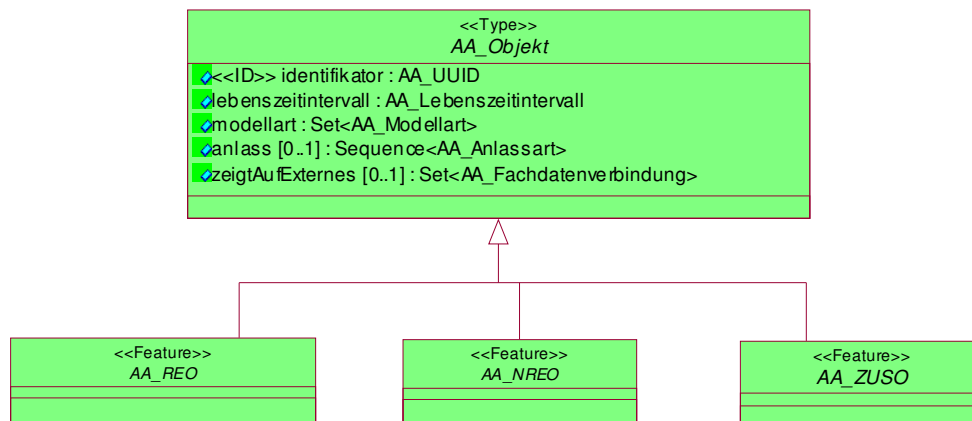 <<Type>>
AA_Objekt
<<ID>> identifikator : AA_UUID
lebenszeitintervall : AA_Lebenszeitintervall
modellart : Set<AA_Modellart>
anlass [0..1] : Sequence<AA_Anlassart>
zeigtAufExternes [0..1] : Set<AA_Fachdatenverbindung>
<<Feature>>
AA_REO
<<Feature>>
AA_NREO
<<Feature>>
AA_ZUSO